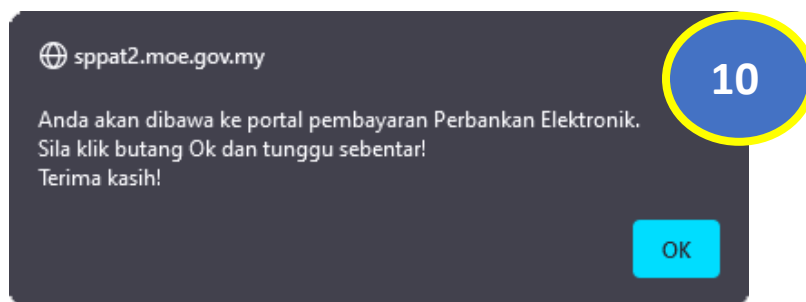 sppat2.moe.gov.my
10
Anda akan dibawa ke portal pembayaran Perbankan Elektronik.
Sila klik butang Ok dan tunggu sebentar!
Terima kasih!
OK